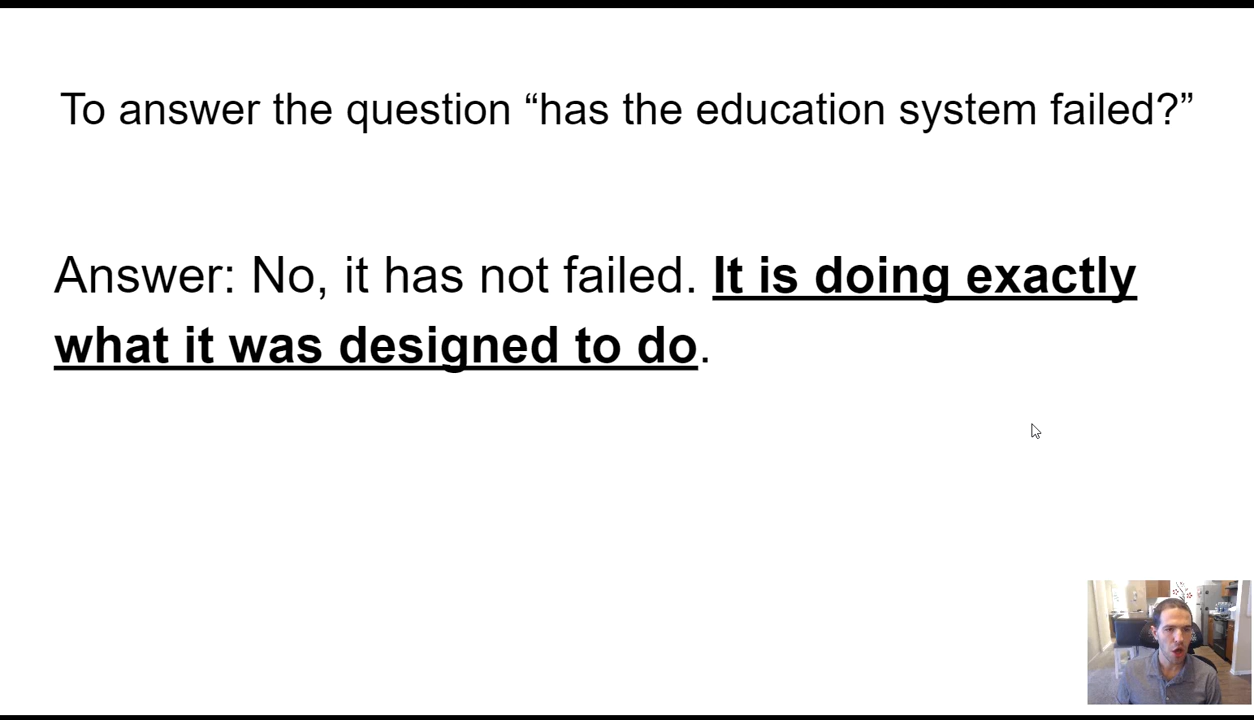 To answer the question “has the education system failed?”
Answer: No, it has not failed. It is doing exactly
what it was designed to do.